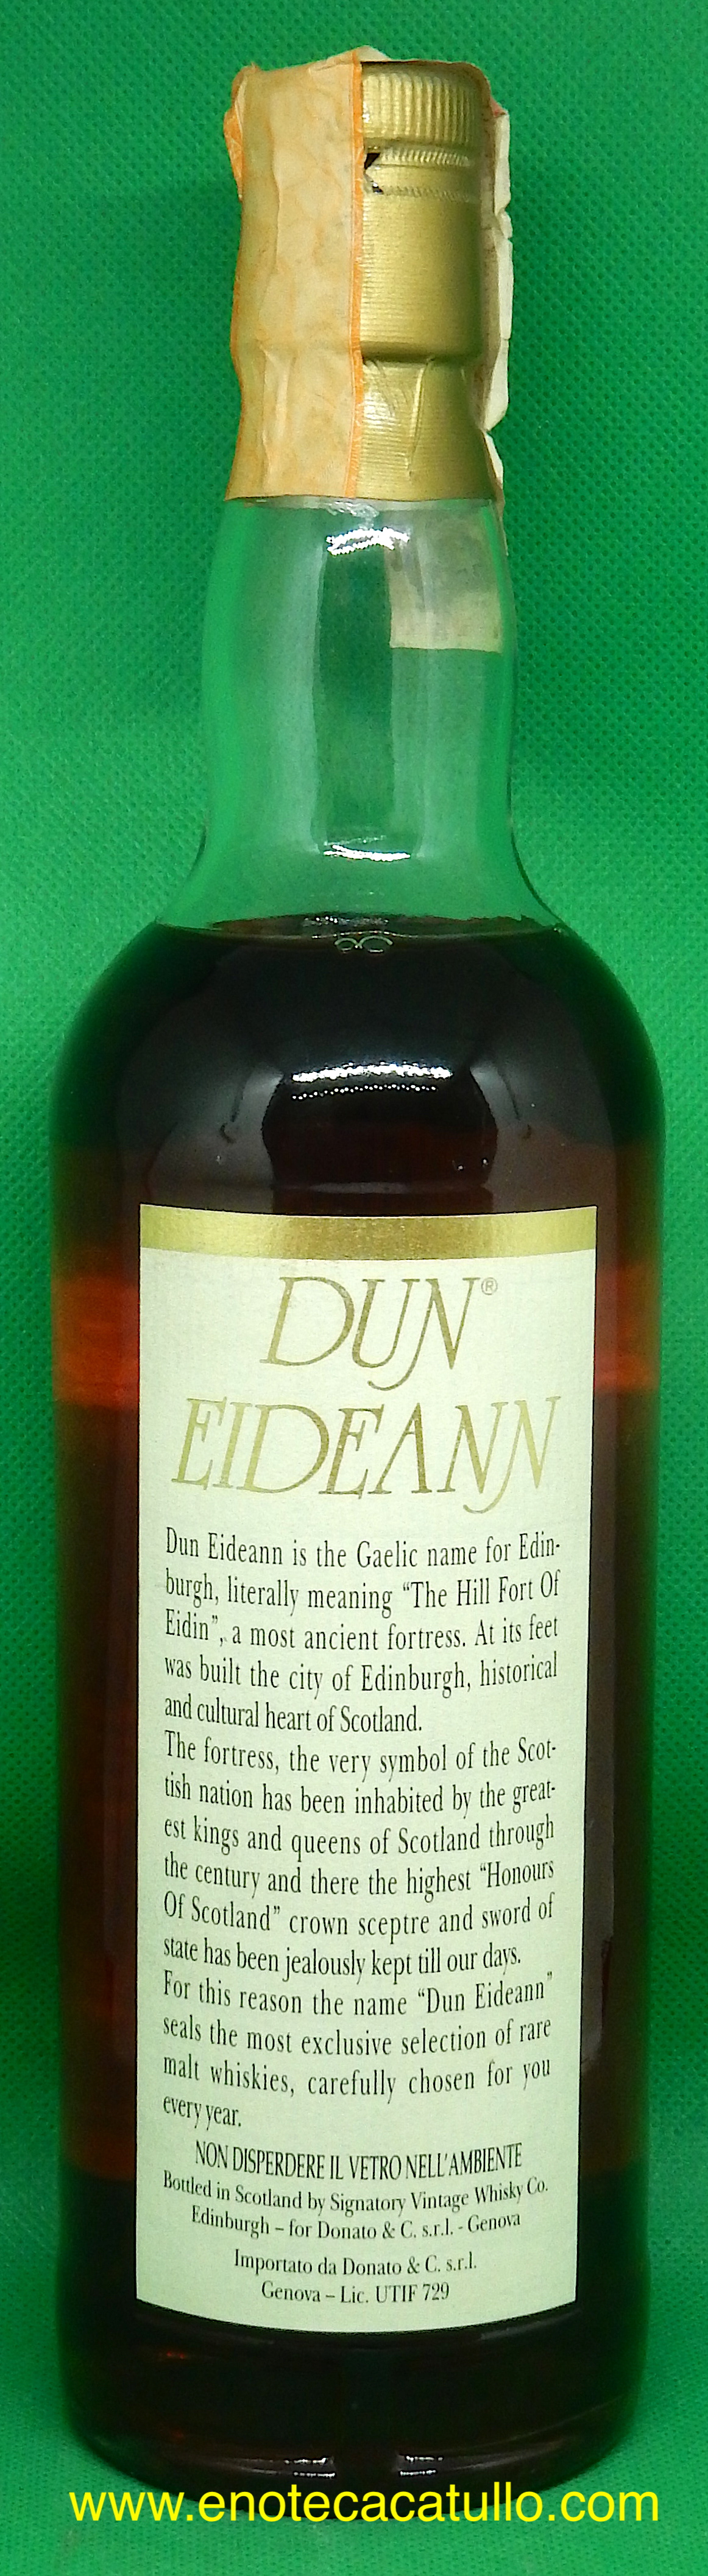 DUN®
EIDEANN
Dun Eideann is the Gaelic name for Edin-
burgh, literally meaning “The Hill Fort Of
Eidin”, a most ancient fortress. At its feet
was built the city of Edinburgh, historical
and cultural heart of Scotland.
The fortress, the very symbol of the Scot-
tish nation has been inhabited by the great-
est kings and queens of Scotland through
the century and there the highest “Honours
Of Scotland” crown sceptre and sword of
state has been jealously kept till our days.
For this reason the name “Dun Eideann”
seals the most exclusive selection of rare
malt whiskies, carefully chosen for you
every year.
NON DISPERDERE IL VETRO NELL'AMBIENTE
Bottled in Scotland by Signatory Vintage Whisky Co.
Edinburgh – for Donato & C. s.r.l. - Genova
Importato da Donato & C. s.r.l.
Genova – Lic. UTIF 729
www.enotecacatullo.com